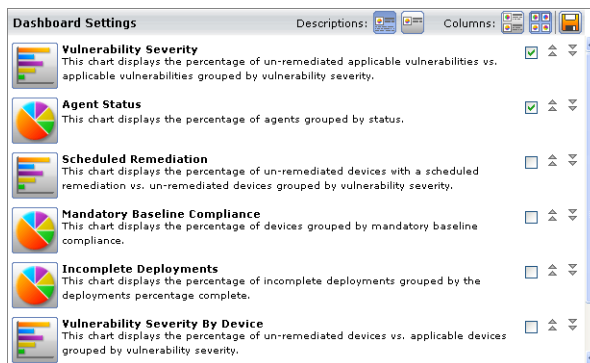 Dashboard Settings Descriptions: Columns:
Vulnerability Severity
This chart displays the percentage of un-remediated applicable vulnerabilities vs.
applicable vulnerabilities grouped by vulnerability severity.
Agent Status
This chart displays the percentage of agents grouped by status.
Scheduled Remediation
This chart displays the percentage of un-remediated devices with a scheduled
remediation vs. un-remediated devices grouped by vulnerability severity.
Mandatory Baseline Compliance
This chart displays the percentage of devices grouped by mandatory baseline
compliance.
Incomplete Deployments
This chart displays the percentage of incomplete deployments grouped by the
deployments percentage complete.
Vulnerability Severity By Device
This chart displays the percentage of un-remediated devices vs. applicable devices
grouped by vulnerability severity.